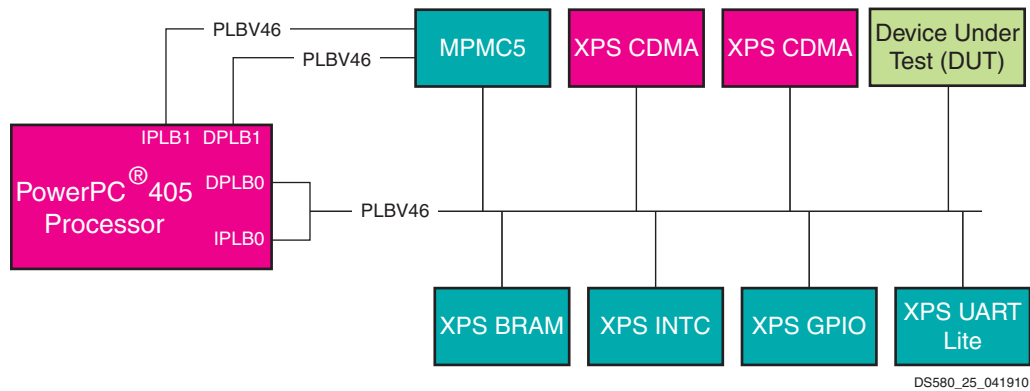 PLBV46
PLBV46
MPMC5
XPS CDMA
XPS CDMA
Device Under
Test (DUT)
IPLB1 DPLB1
PowerPC® 405
Processor
DPLB0
IPLB0
PLBV46
XPS BRAM
XPS INTC
XPS GPIO
XPS UART
Lite
DS580_25_041910